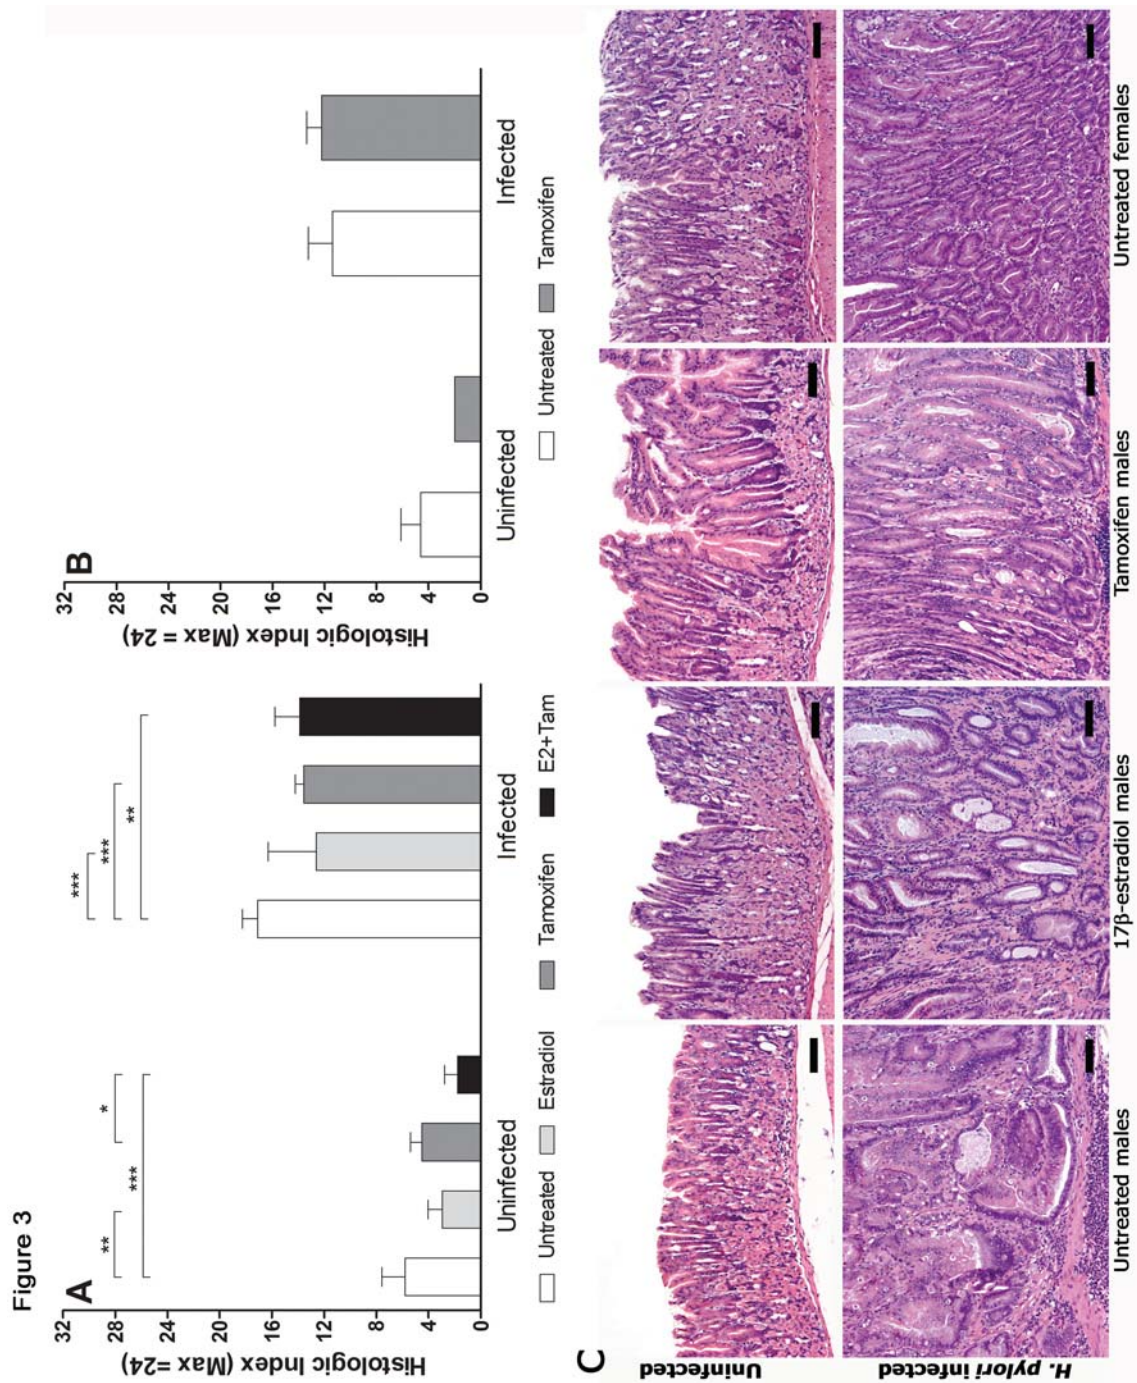 Figure 3
A
Histologic Index (Max =24)
32
28
24
20
16
12
8
4
0
**
***
*
***
***
**
Uninfected
Infected
Untreated
Estradiol
Tamoxifen
E2+Tam
B
Histologic Index (Max = 24)
32
28
24
20
16
12
8
4
0
Uninfected
Infected
Untreated
Tamoxifen
C
Uninfected
H. pylori infected
Untreated males
17β-estradiol males
Tamoxifen males
Untreated females